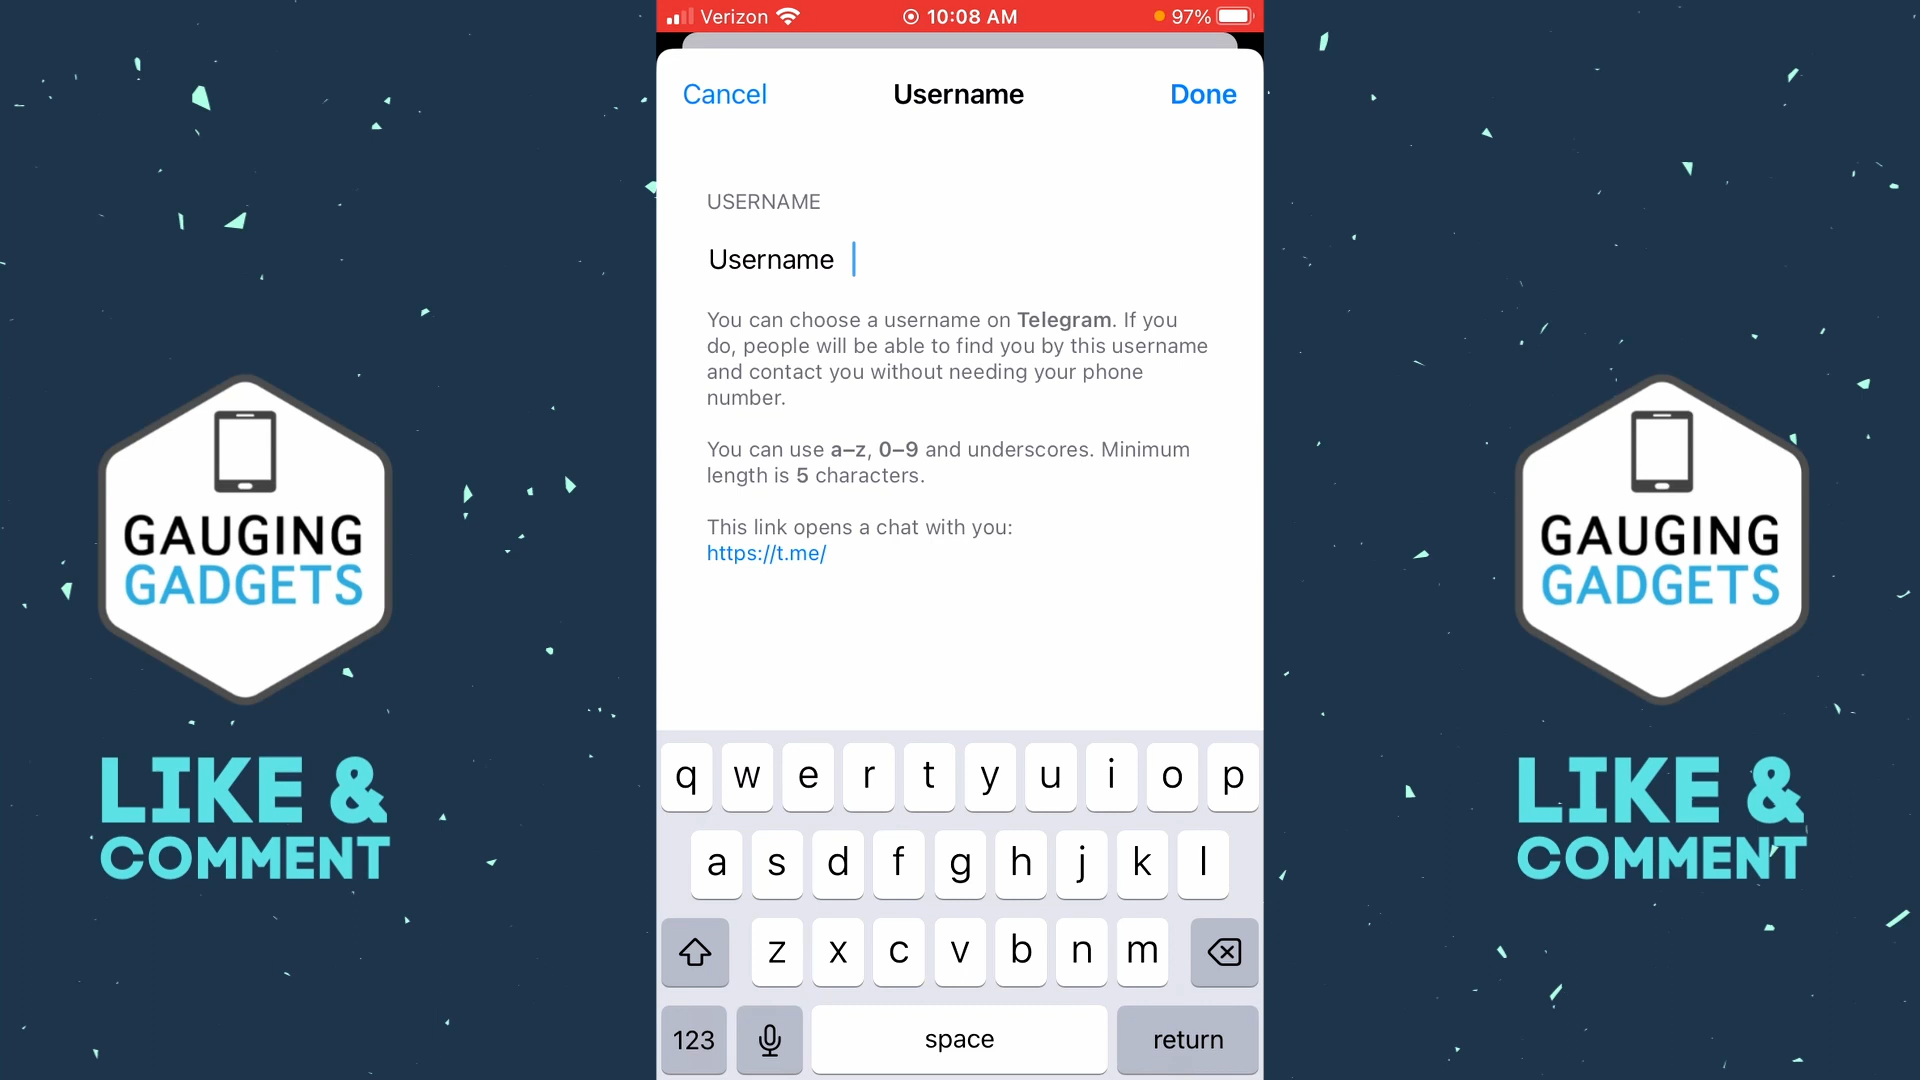 Verizon 10:08 AM 97%
Cancel Username Done
USERNAME
Username
You can choose a username on Telegram. If you
do, people will be able to find you by this username
and contact you without needing your phone
number.
You can use a–z, 0–9 and underscores. Minimum
length is 5 characters.
This link opens a chat with you:
https://t.me/
q w e r t y u i o p
a s d f g h j k l
z x c v b n m
123 space return
GAUGING
GADGETS
LIKE &
COMMENT
GAUGING
GADGETS
LIKE &
COMMENT